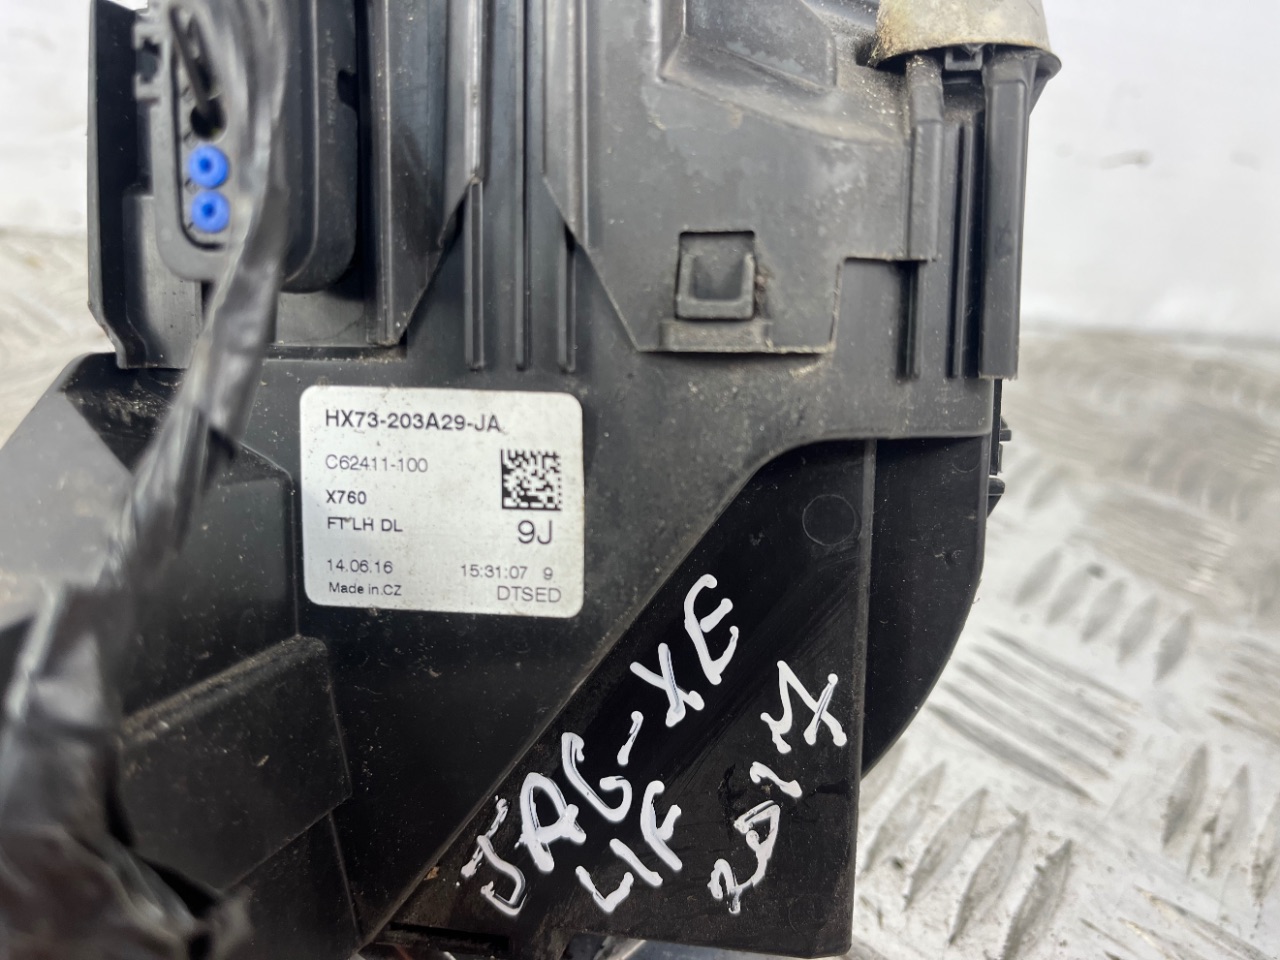 HX73-203A29-JA
C62411-100
X760
FT LH DL
9J
14.06.16 15:31:07 9
Made in CZ DTSED
JAG-XE
L/F
2017